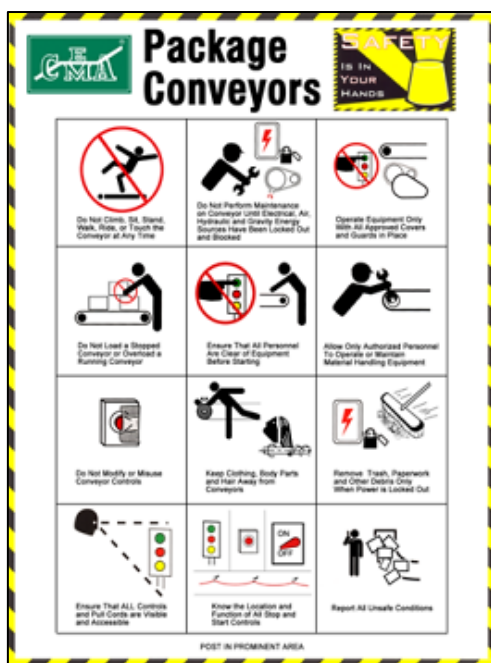 CEMA
Package
Conveyors
SAFETY
IS IN
YOUR
HANDS
Do Not Climb, Sit, Stand,
Walk, Ride, or Touch the
Conveyor at Any Time
Do Not Perform Maintenance
on Conveyor Until Electrical, Air,
Hydraulic and Gravity Energy
Sources Have Been Locked Out
and Blocked
Operate Equipment Only
With All Approved Covers
and Guards in Place
Do Not Load a Stopped
Conveyor or Overload a
Running Conveyor
Ensure That All Personnel
Are Clear of Equipment
Before Starting
Allow Only Authorized Personnel
To Operate or Maintain
Material Handling Equipment
Do Not Modify or Misuse
Conveyor Controls
Keep Clothing, Body Parts
and Hair Away from
Conveyors
Remove Trash, Paperwork
and Other Debris Only
When Power is Locked Out
Ensure That ALL Controls
and Pull Cords are Visible
and Accessible
ON
OFF
Know the Location and
Function of All Stop and
Start Controls
Report All Unsafe Conditions
POST IN PROMINENT AREA